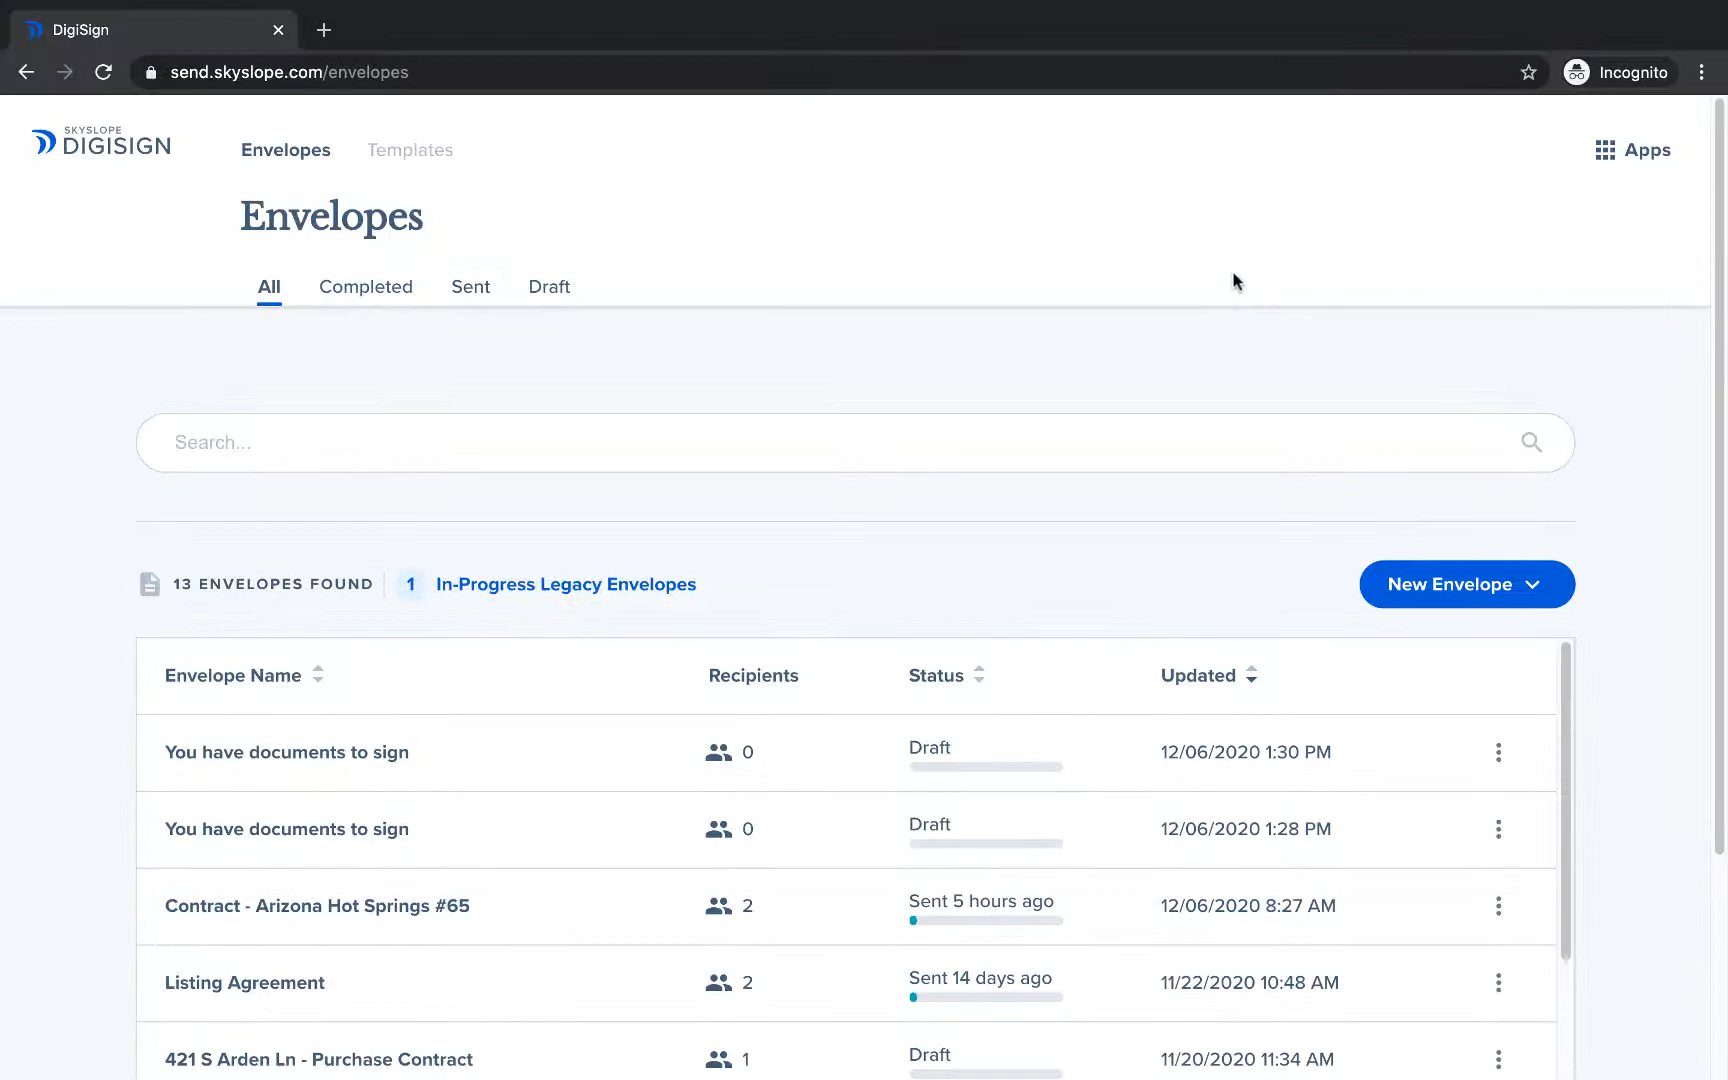 DigiSign
send.skyslope.com/envelopes
Incognito
SKYSLOPE
DIGISIGN
Envelopes
Templates
Apps
Envelopes
All
Completed
Sent
Draft
Search...
13 ENVELOPES FOUND
1
In-Progress Legacy Envelopes
New Envelope
Envelope Name
Recipients
Status
Updated
You have documents to sign
0
Draft
12/06/2020 1:30 PM
You have documents to sign
0
Draft
12/06/2020 1:28 PM
Contract - Arizona Hot Springs #65
2
Sent 5 hours ago
12/06/2020 8:27 AM
Listing Agreement
2
Sent 14 days ago
11/22/2020 10:48 AM
421 S Arden Ln - Purchase Contract
1
Draft
11/20/2020 11:34 AM